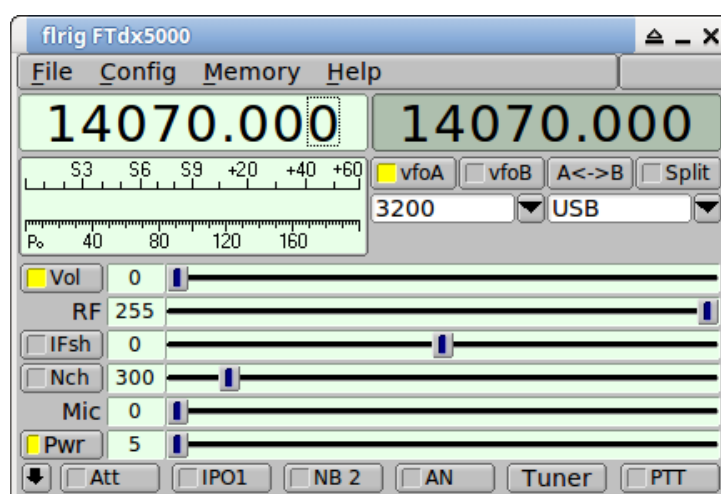 flrig FTdx5000
File Config Memory Help
14070.000 14070.000
S3 S6 S9 +20 +40 +60
vfoA vfoB A<->B Split
3200 USB
Po 40 80 120 160
Vol 0
RF 255
IFsh 0
Nch 300
Mic 0
Pwr 5
Att IPO1 NB 2 AN Tuner PTT